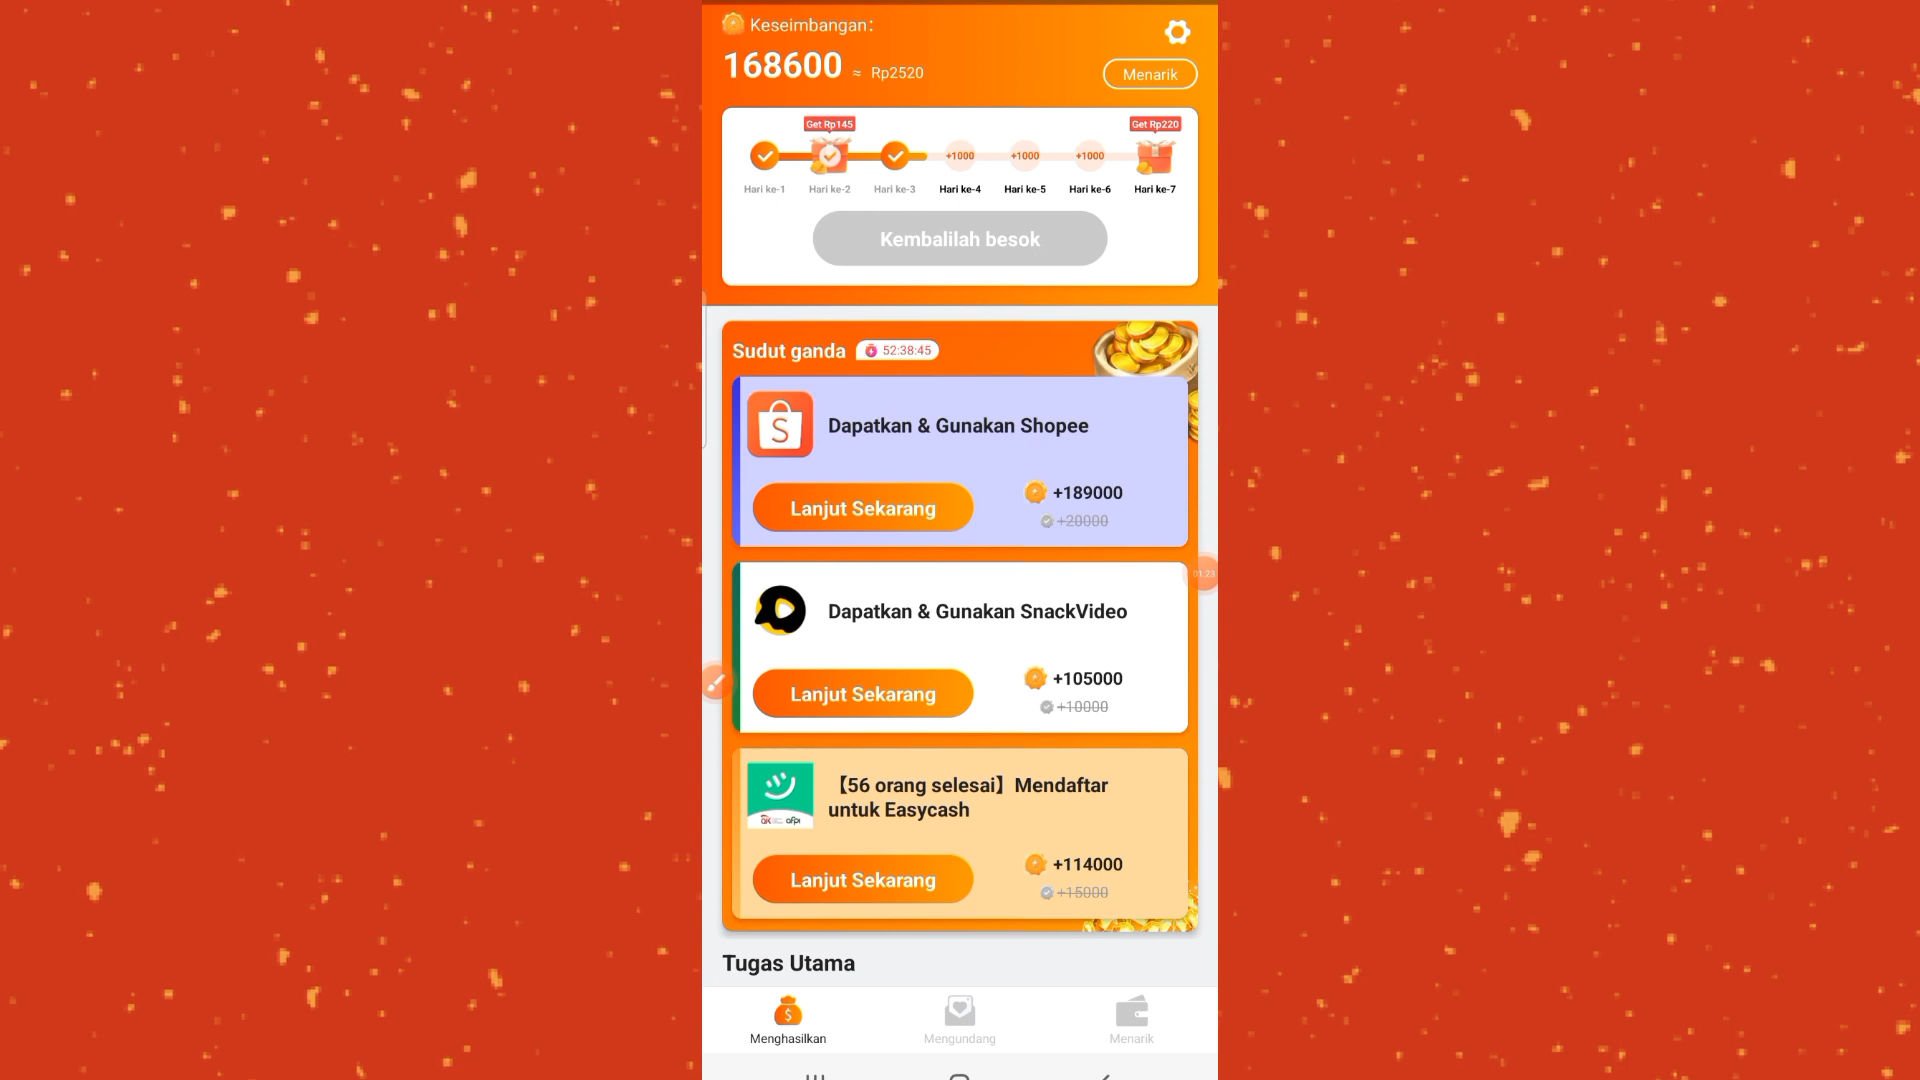 Keseimbangan:
168600 ≈ Rp2520
Menarik
Get Rp145
Get Rp220
+1000
+1000
+1000
Hari ke-1
Hari ke-2
Hari ke-3
Hari ke-4
Hari ke-5
Hari ke-6
Hari ke-7
Kembalilah besok
Sudut ganda 52:38:45
S
Dapatkan & Gunakan Shopee
Lanjut Sekarang
+189000
+20000
01:23
Dapatkan & Gunakan SnackVideo
Lanjut Sekarang
+105000
+10000
【56 orang selesai】Mendaftar
untuk Easycash
afpi
Lanjut Sekarang
+114000
+15000
Tugas Utama
Menghasilkan
Mengundang
Menarik